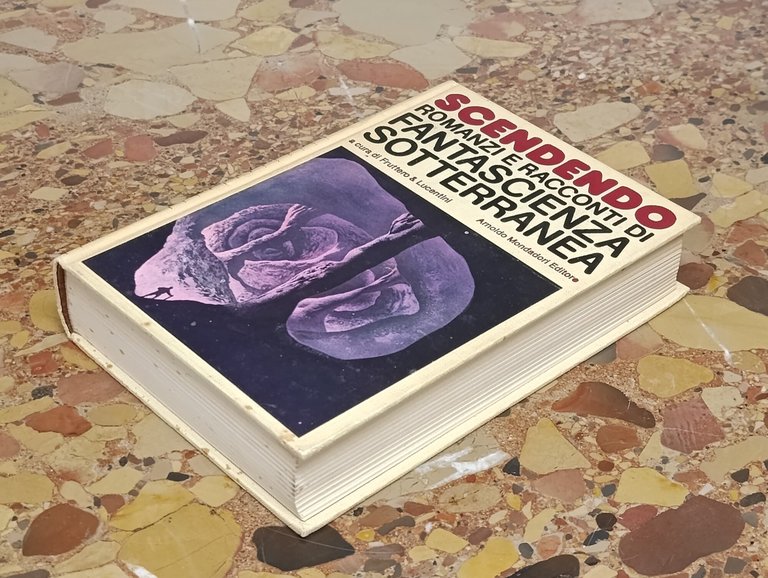 SCENDENDO
ROMANZI E RACCONTI DI
FANTASCIENZA
SOTTERRANEA
a cura di Fruttero & Lucentini
Arnoldo Mondadori Editore